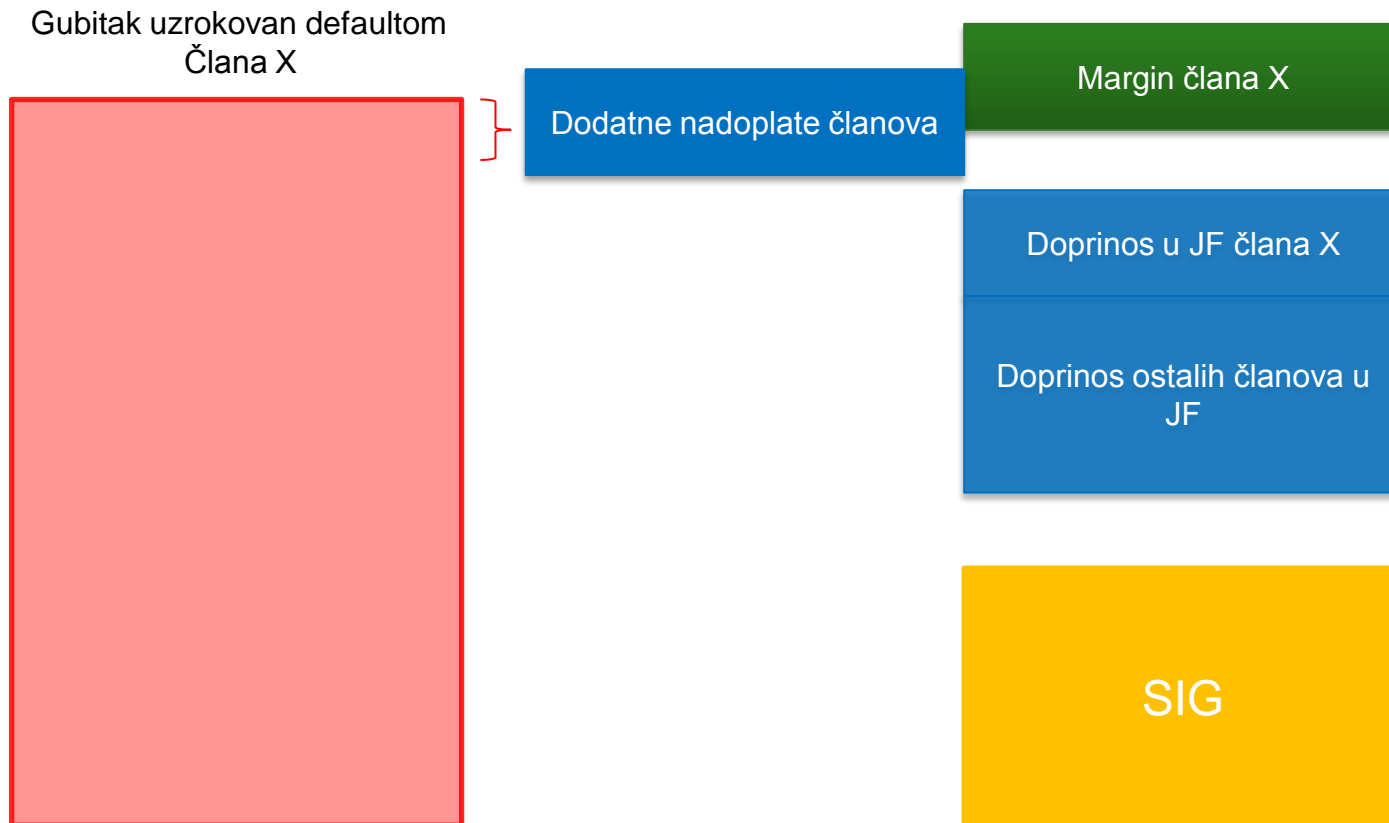 Gubitak uzrokovan defaultom
Člana X
Dodatne nadoplate članova
Margin člana X
Doprinos u JF člana X
Doprinos ostalih članova u
JF
SIG